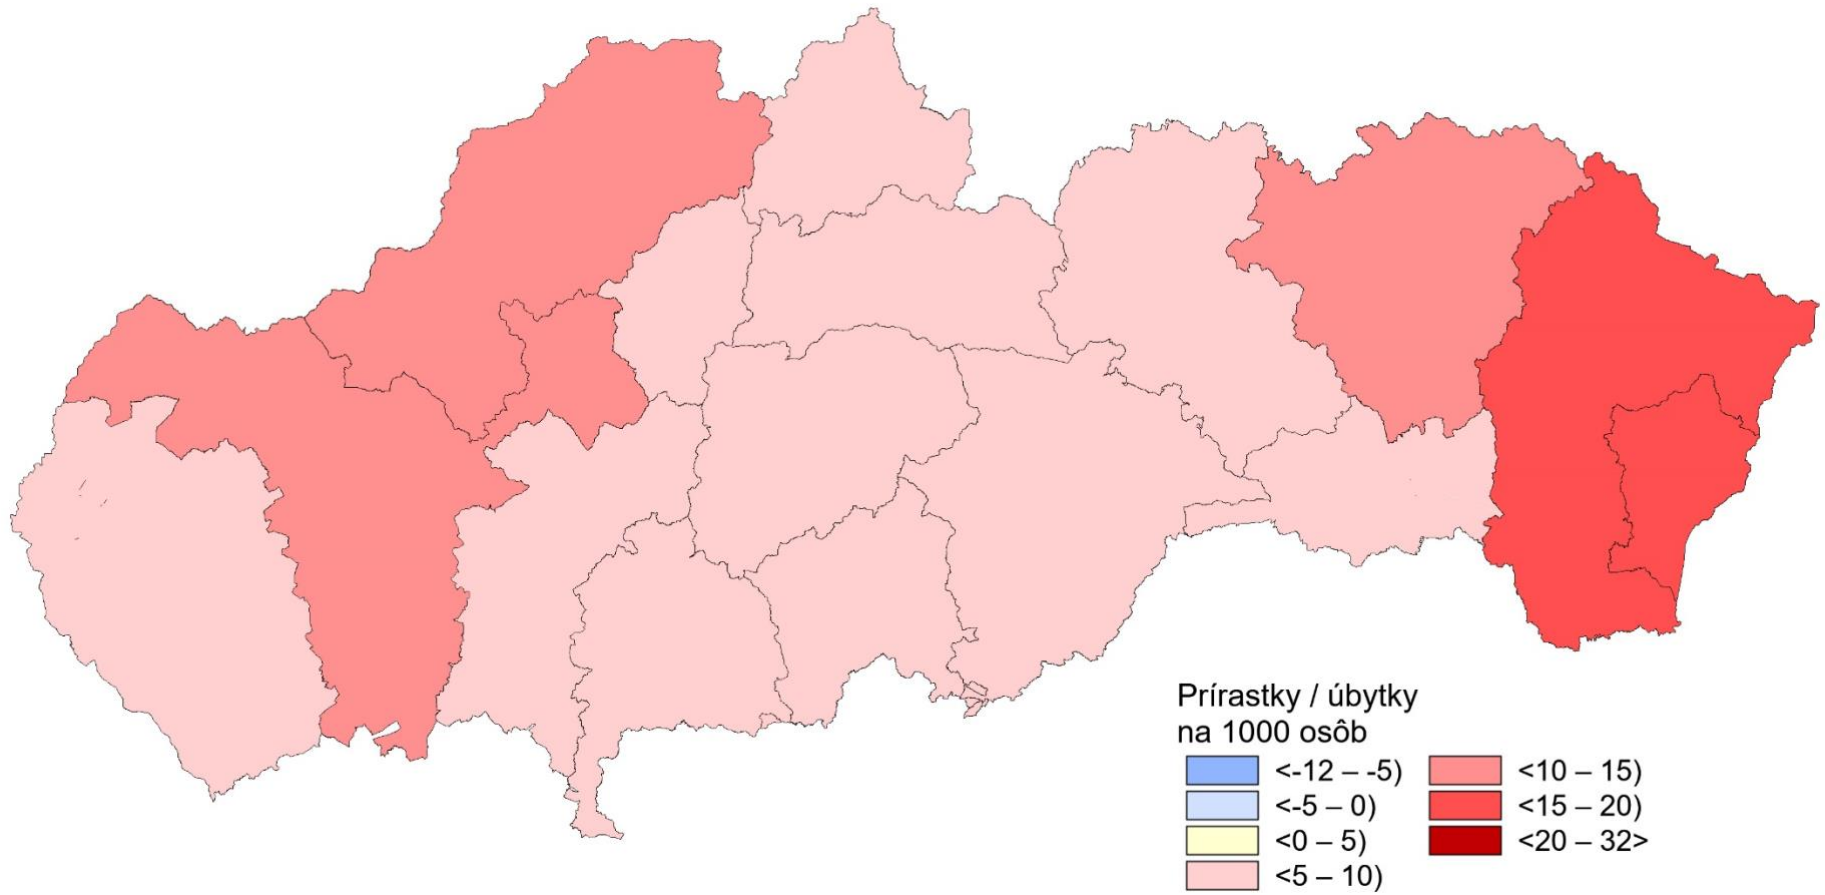 Prírastky / úbytky
na 1000 osôb
<-12 – -5)
<-5 – 0)
<0 – 5)
<5 – 10)
<10 – 15)
<15 – 20)
<20 – 32>